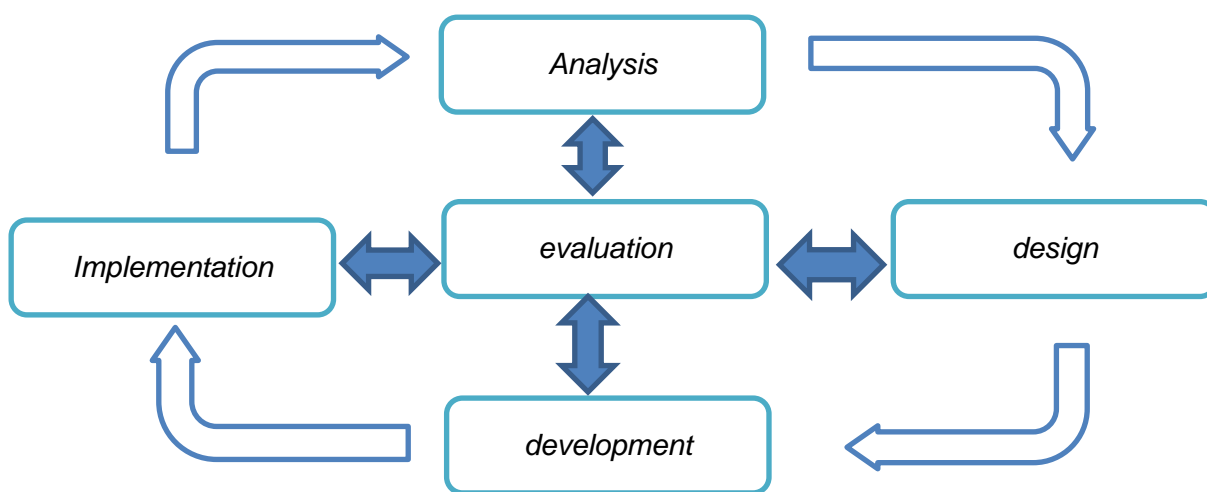 Analysis
Implementation
evaluation
design
development